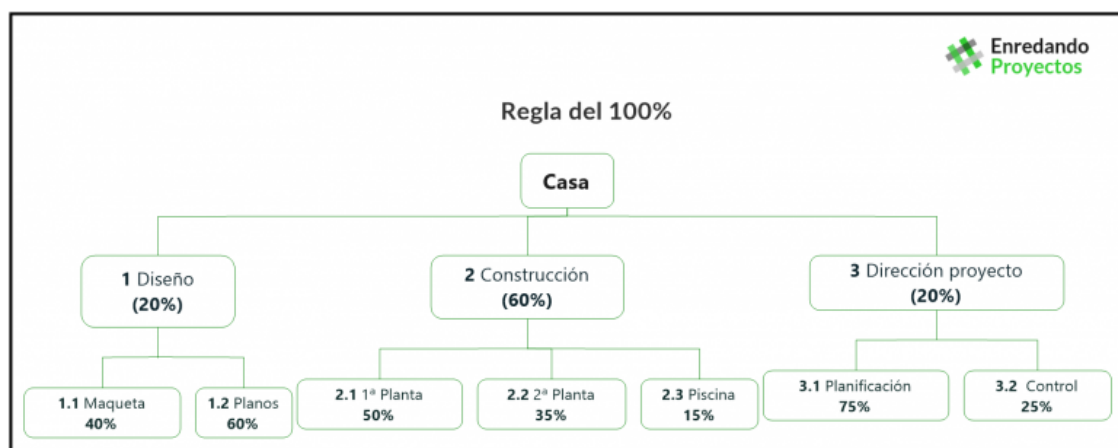 Enredando
Proyectos
Regla del 100%
Casa
1 Diseño
(20%)
2 Construcción
(60%)
3 Dirección proyecto
(20%)
1.1 Maqueta
40%
1.2 Planos
60%
2.1 1ª Planta
50%
2.2 2ª Planta
35%
2.3 Piscina
15%
3.1 Planificación
75%
3.2 Control
25%